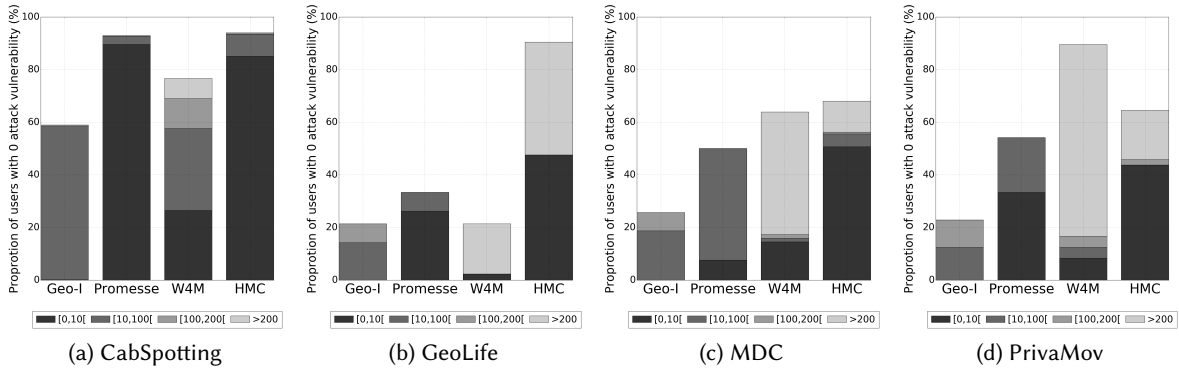 Proprotion of users with 0 attack vulnerability (%)
100
80
60
40
20
0
Geo-I Promesse W4M HMC
[0,10[ [10,100[ [100,200[ >200
(a) CabSpotting
Proprotion of users with 0 attack vulnerability (%)
100
80
60
40
20
0
Geo-I Promesse W4M HMC
[0,10[ [10,100[ [100,200[ >200
(b) GeoLife
Proprotion of users with 0 attack vulnerability (%)
100
80
60
40
20
0
Geo-I Promesse W4M HMC
[0,10[ [10,100[ [100,200[ >200
(c) MDC
Proprotion of users with 0 attack vulnerability (%)
100
80
60
40
20
0
Geo-I Promesse W4M HMC
[0,10[ [10,100[ [100,200[ >200
(d) PrivaMov